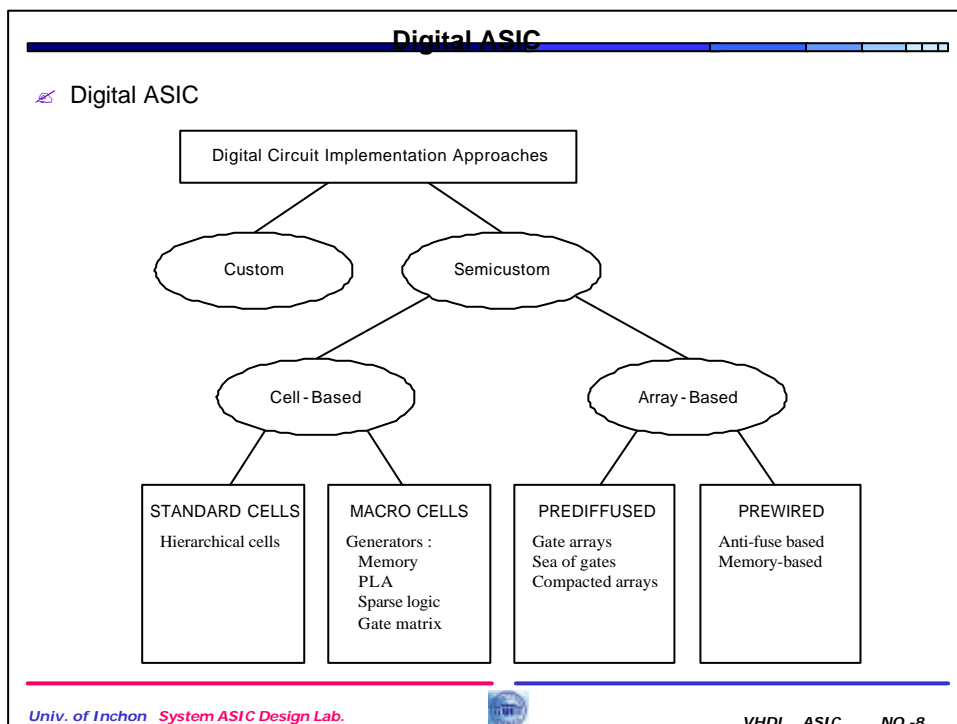 Digital ASIC
Digital ASIC
Digital Circuit Implementation Approaches
Custom
Semicustom
Cell-Based
Array-Based
STANDARD CELLS
Hierarchical cells
MACRO CELLS
Generators :
Memory
PLA
Sparse logic
Gate matrix
PREDIFFUSED
Gate arrays
Sea of gates
Compacted arrays
PREWIRED
Anti-fuse based
Memory-based
Univ. of Inchon System ASIC Design Lab.
VHDL ASIC NO.-8